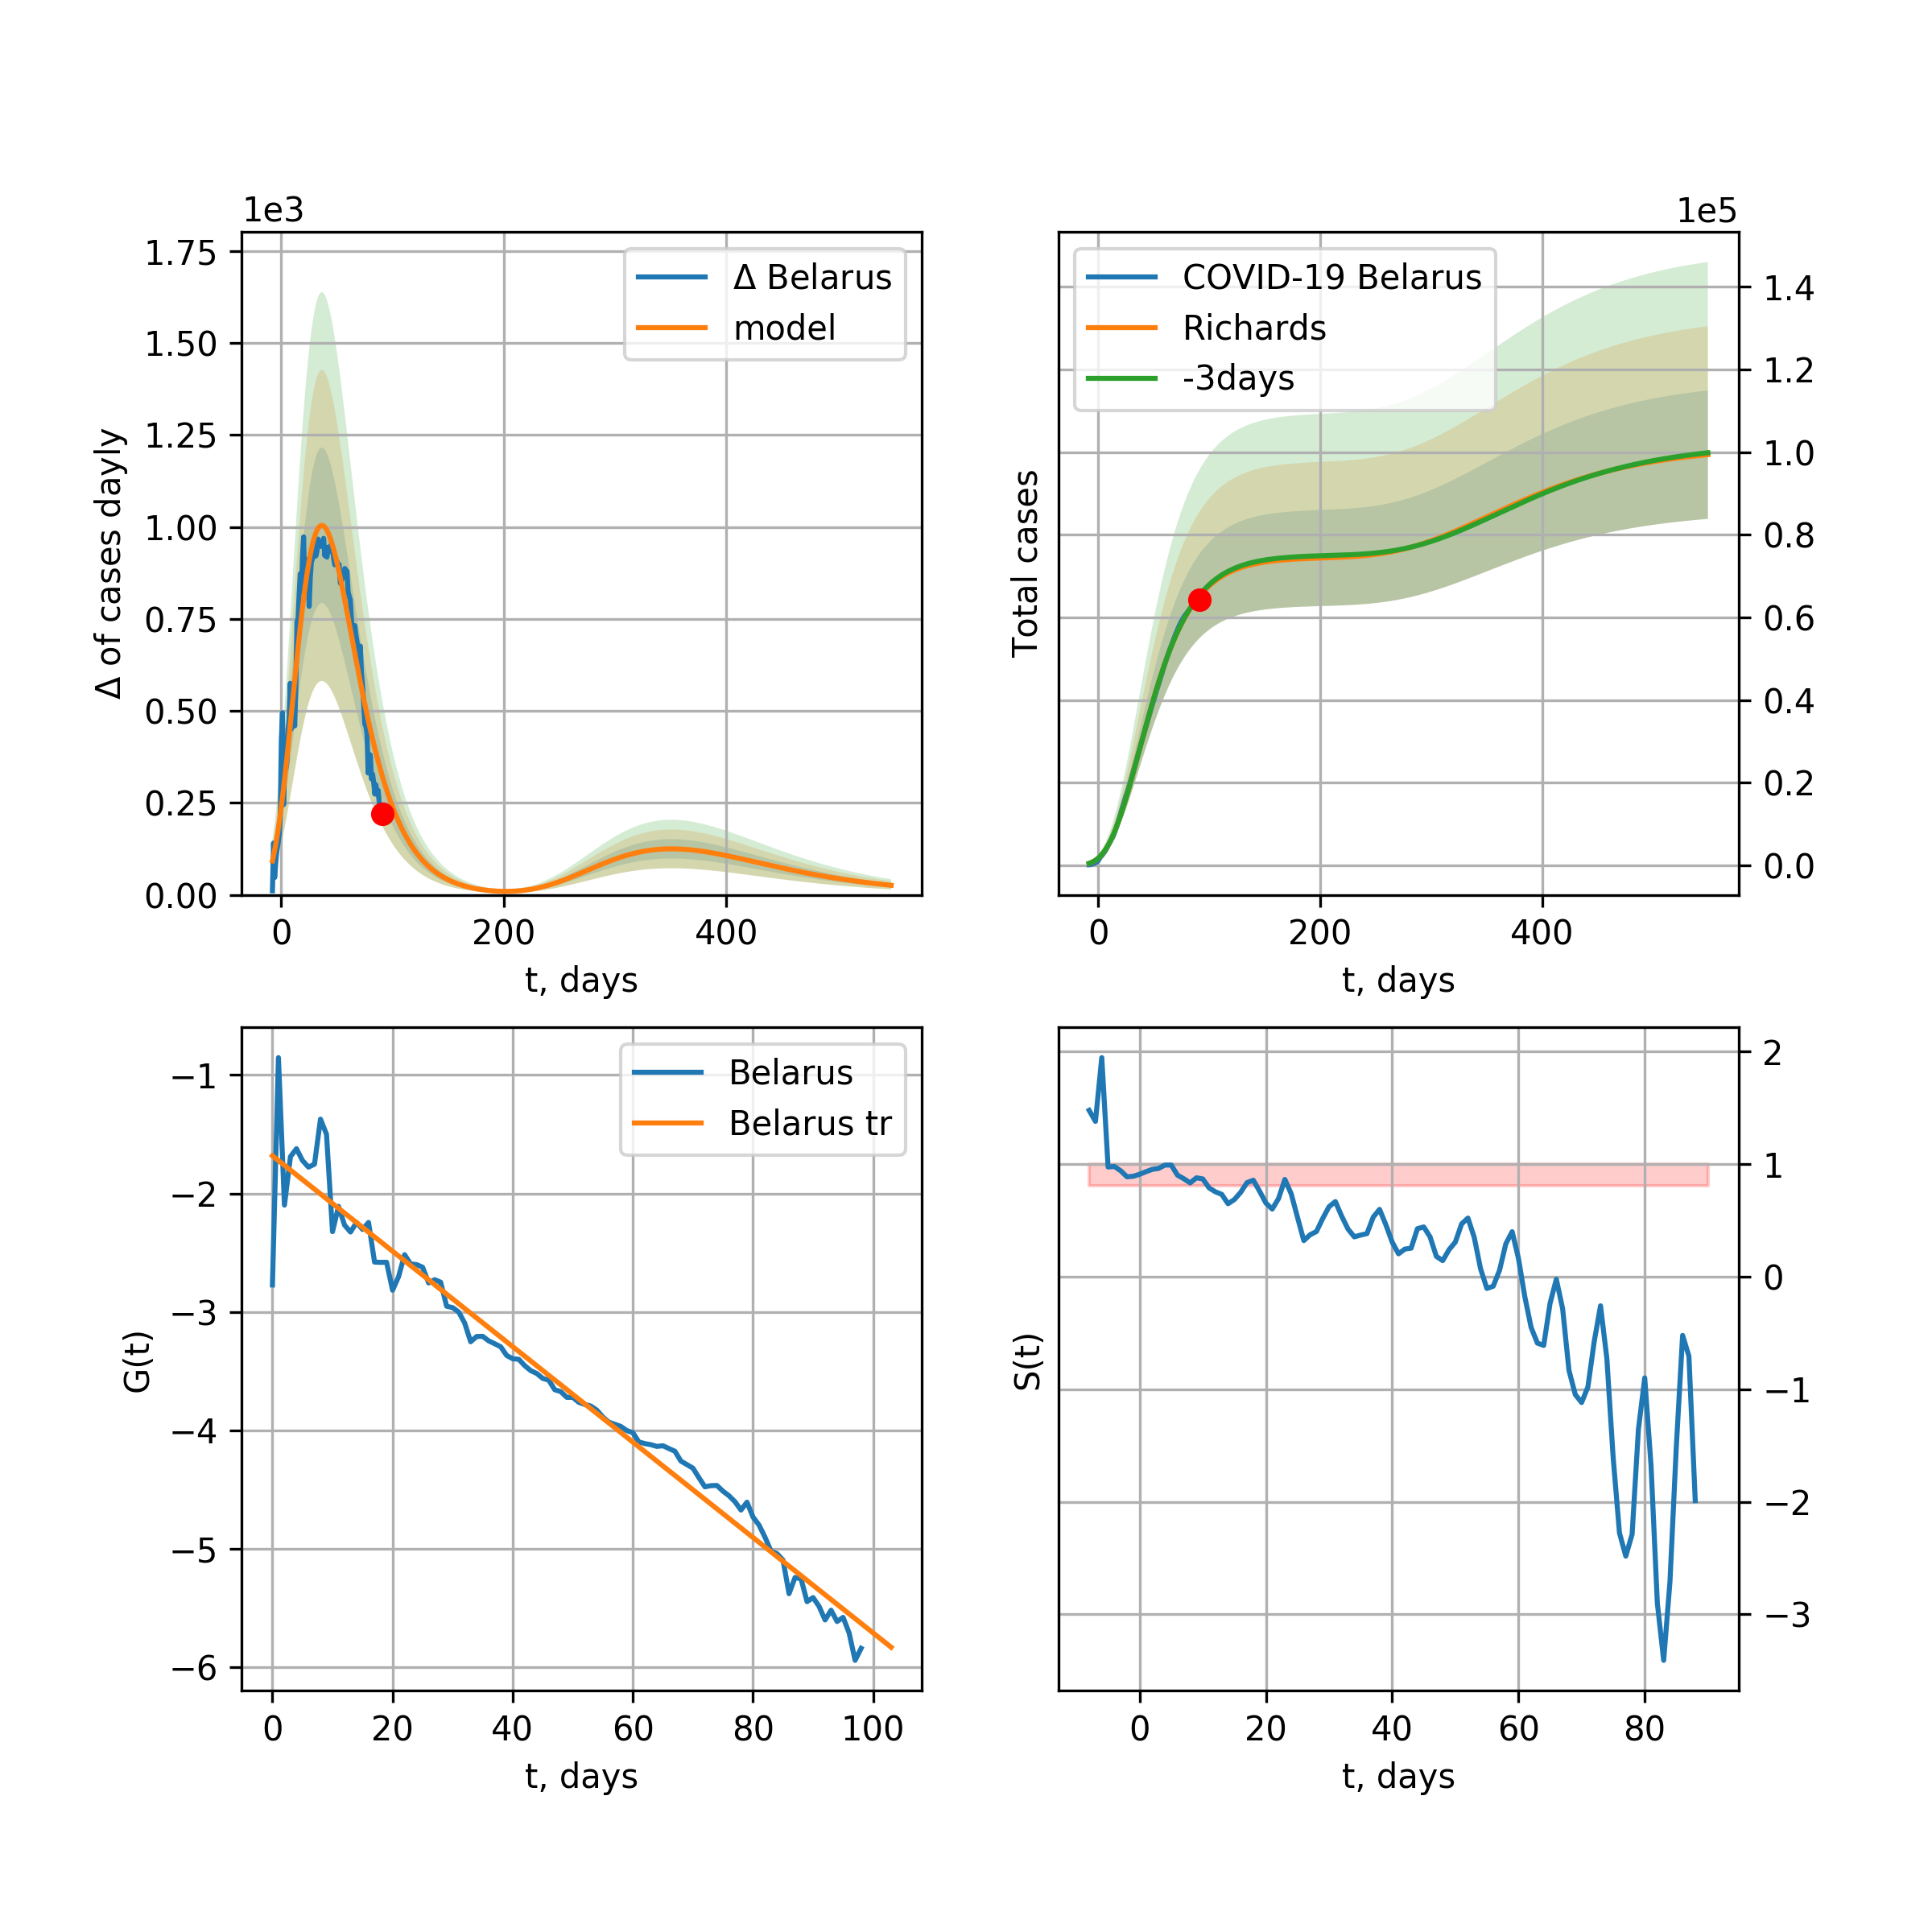 1e3
1.75
1.50
1.25
1.00
0.75
0.50
0.25
0.00
Δ of cases dayly
Δ Belarus
model
0
200
400
t, days
1e5
COVID-19 Belarus
Richards
-3days
Total cases
1.4
1.2
1.0
0.8
0.6
0.4
0.2
0.0
0
200
400
t, days
−1
−2
−3
−4
−5
−6
G(t)
Belarus
Belarus tr
0
20
40
60
80
100
t, days
S(t)
2
1
0
−1
−2
−3
0
20
40
60
80
t, days